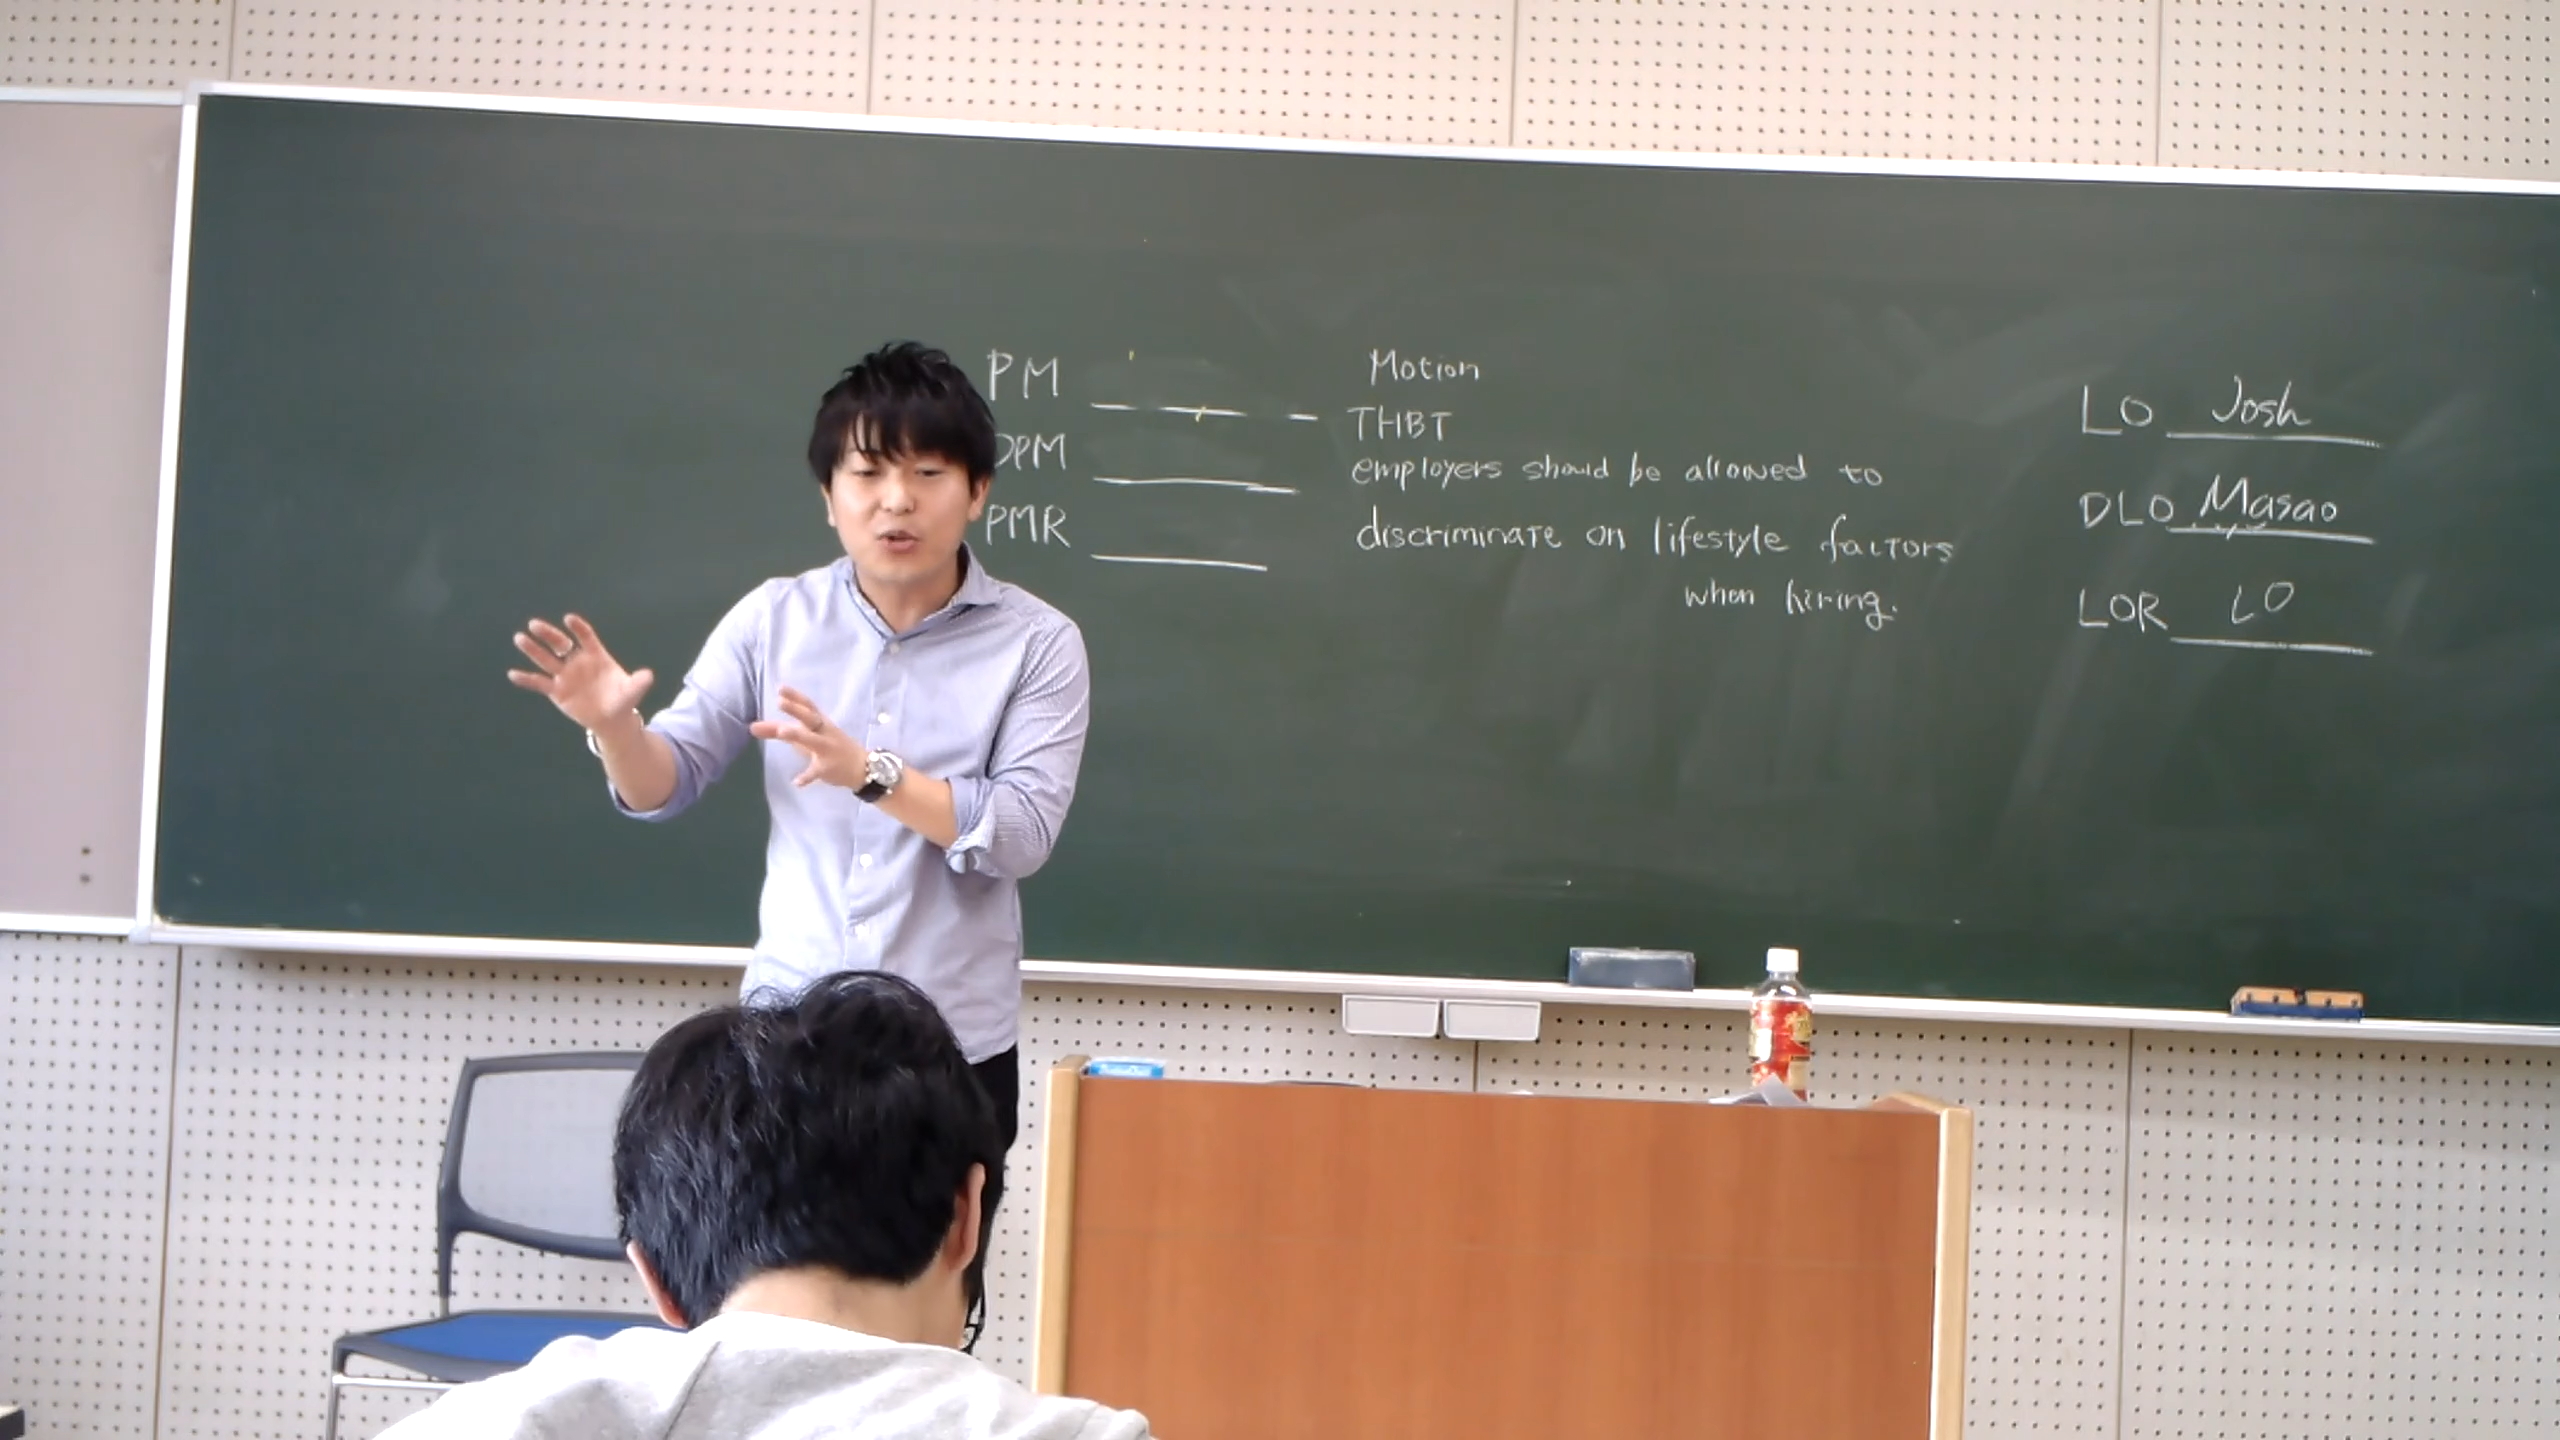 PM
DPM
PMR
Motion
THBT
employers should be allowed to
discriminate on lifestyle factors
when hiring.
LO Josh
DLO Masao
LOR LO